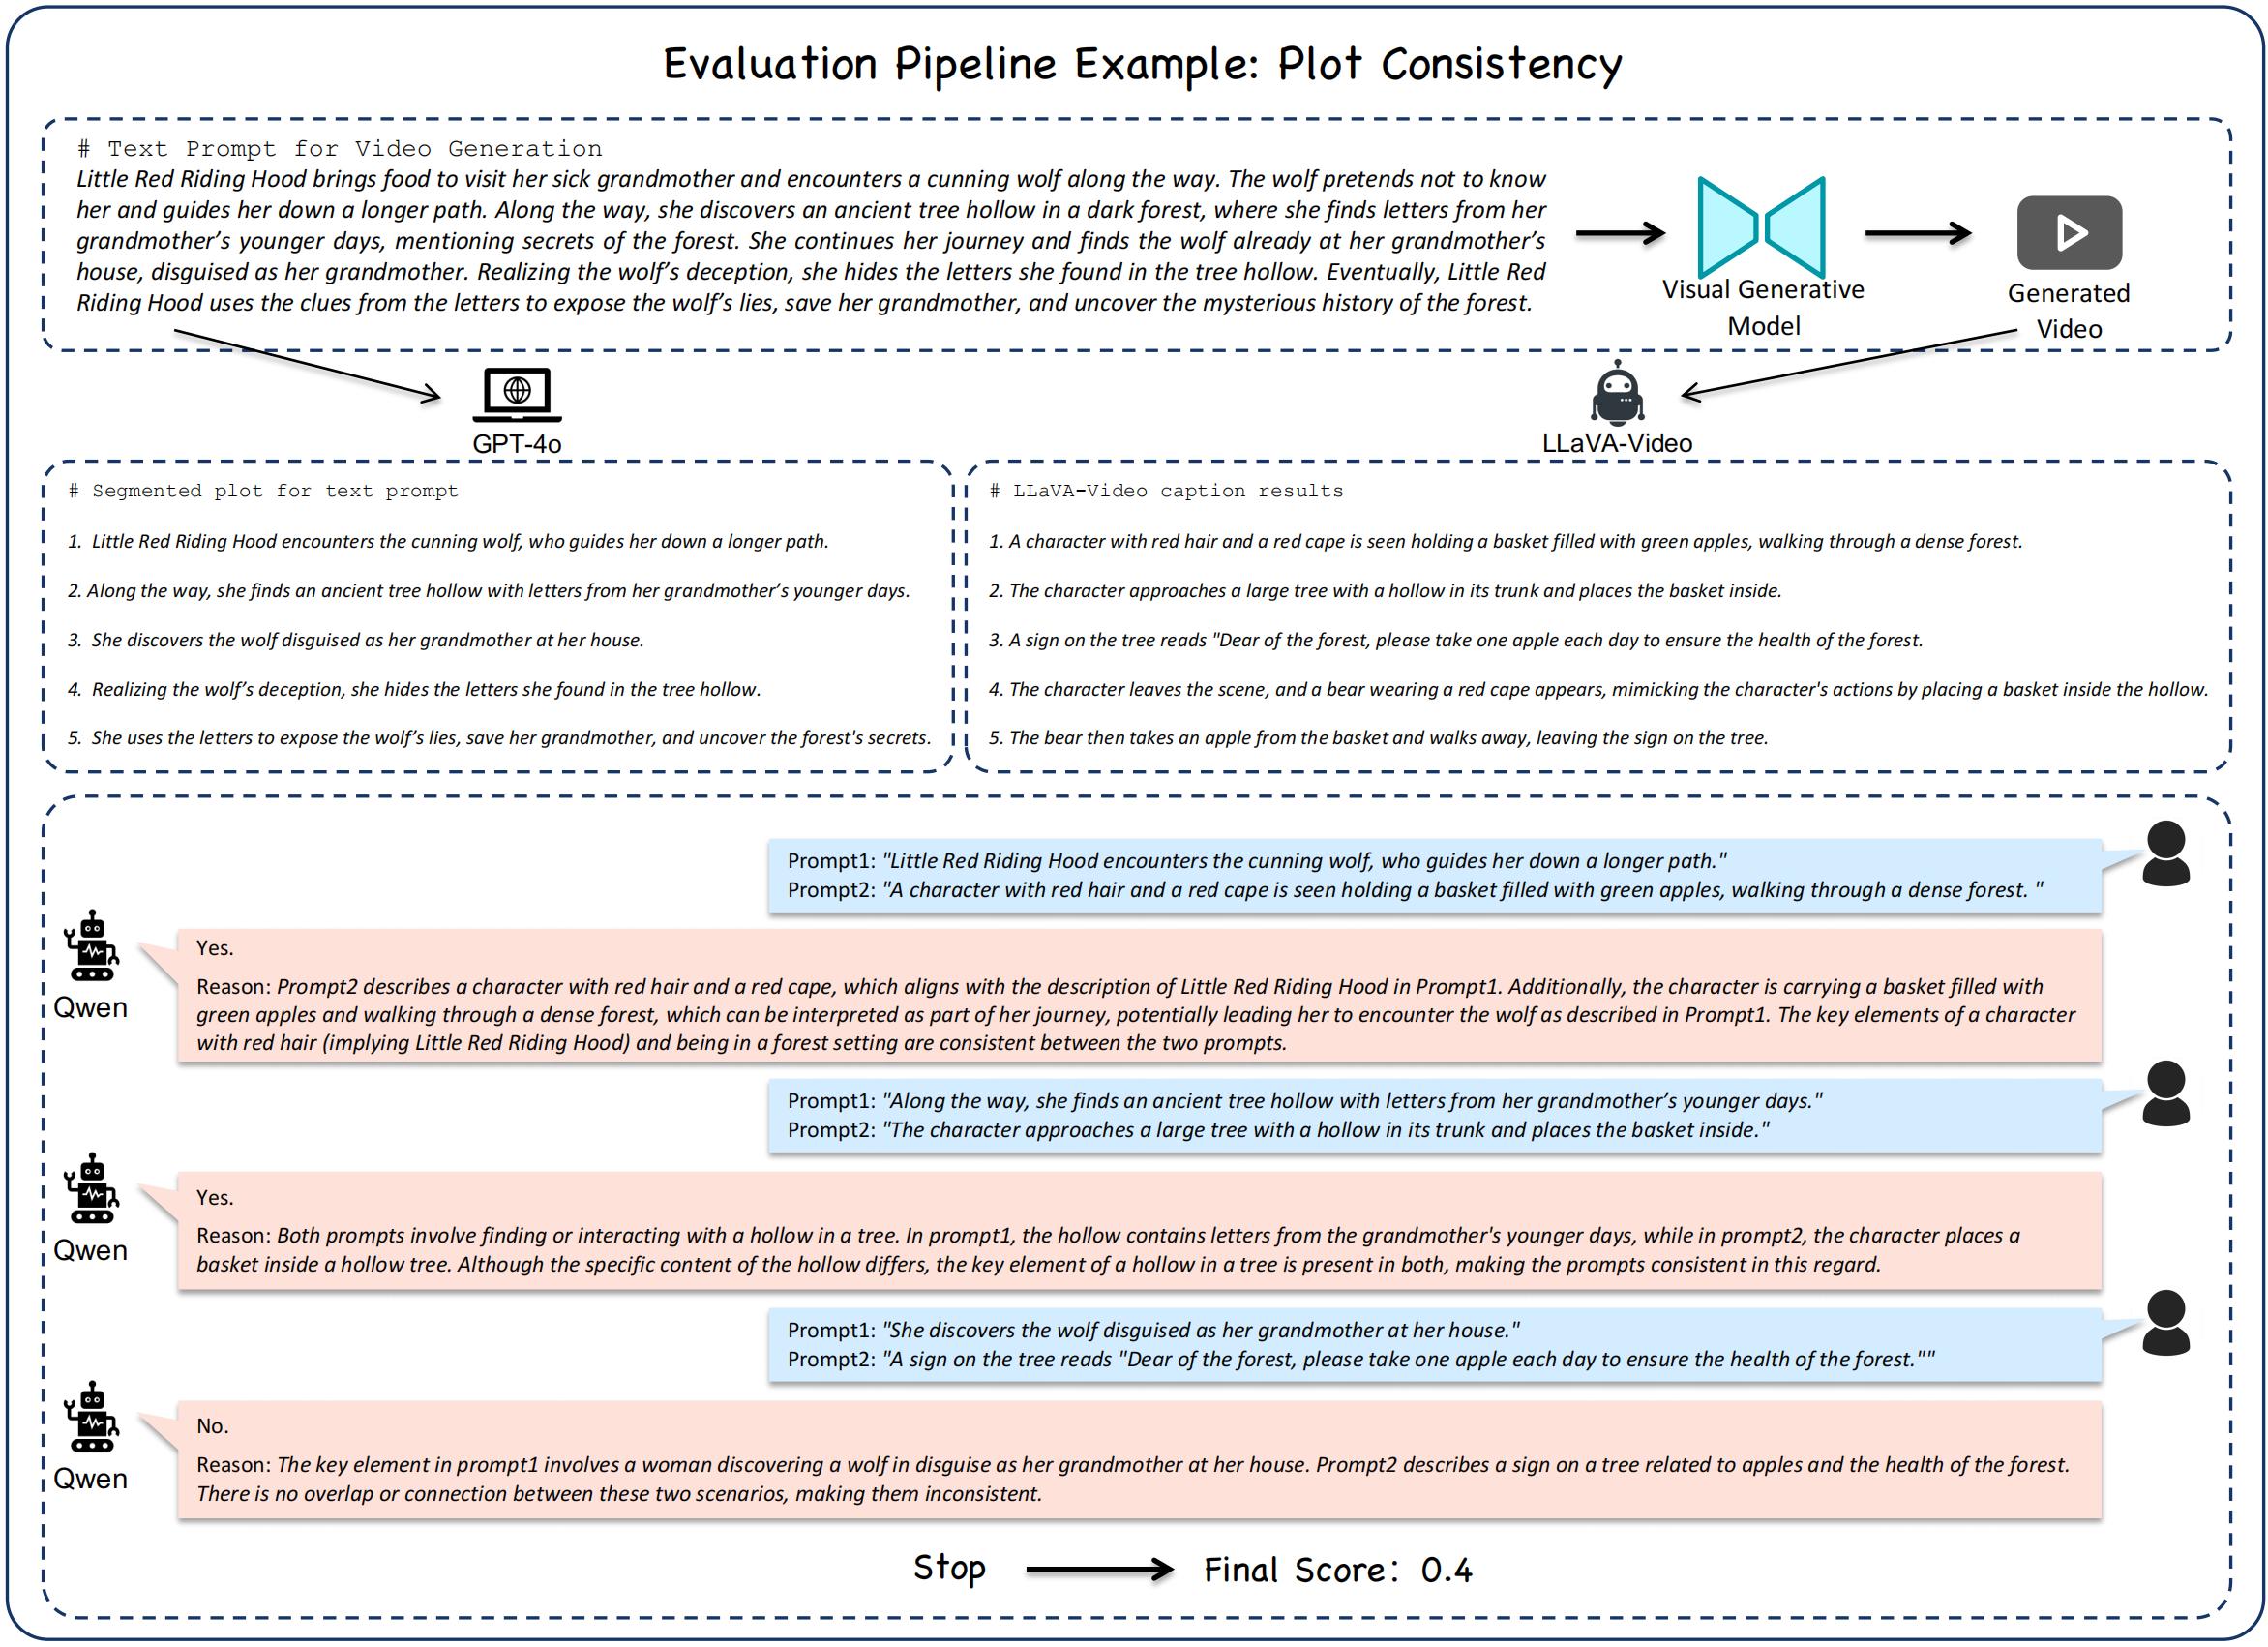 Evaluation Pipeline Example: Plot Consistency
# Text Prompt for Video Generation
Little Red Riding Hood brings food to visit her sick grandmother and encounters a cunning wolf along the way. The wolf pretends not to know
her and guides her down a longer path. Along the way, she discovers an ancient tree hollow in a dark forest, where she finds letters from her
grandmother’s younger days, mentioning secrets of the forest. She continues her journey and finds the wolf already at her grandmother’s
house, disguised as her grandmother. Realizing the wolf’s deception, she hides the letters she found in the tree hollow. Eventually, Little Red
Riding Hood uses the clues from the letters to expose the wolf’s lies, save her grandmother, and uncover the mysterious history of the forest.
Visual Generative
Model
Generated
Video
GPT-4o
LLaVA-Video
# Segmented plot for text prompt
1. Little Red Riding Hood encounters the cunning wolf, who guides her down a longer path.
2. Along the way, she finds an ancient tree hollow with letters from her grandmother’s younger days.
3. She discovers the wolf disguised as her grandmother at her house.
4. Realizing the wolf’s deception, she hides the letters she found in the tree hollow.
5. She uses the letters to expose the wolf’s lies, save her grandmother, and uncover the forest's secrets.
# LLaVA-Video caption results
1. A character with red hair and a red cape is seen holding a basket filled with green apples, walking through a dense forest.
2. The character approaches a large tree with a hollow in its trunk and places the basket inside.
3. A sign on the tree reads "Dear of the forest, please take one apple each day to ensure the health of the forest.
4. The character leaves the scene, and a bear wearing a red cape appears, mimicking the character's actions by placing a basket inside the hollow.
5. The bear then takes an apple from the basket and walks away, leaving the sign on the tree.
Prompt1: "Little Red Riding Hood encounters the cunning wolf, who guides her down a longer path."
Prompt2: "A character with red hair and a red cape is seen holding a basket filled with green apples, walking through a dense forest. "
Qwen
Yes.
Reason: Prompt2 describes a character with red hair and a red cape, which aligns with the description of Little Red Riding Hood in Prompt1. Additionally, the character is carrying a basket filled with
green apples and walking through a dense forest, which can be interpreted as part of her journey, potentially leading her to encounter the wolf as described in Prompt1. The key elements of a character
with red hair (implying Little Red Riding Hood) and being in a forest setting are consistent between the two prompts.
Prompt1: "Along the way, she finds an ancient tree hollow with letters from her grandmother’s younger days."
Prompt2: "The character approaches a large tree with a hollow in its trunk and places the basket inside."
Qwen
Yes.
Reason: Both prompts involve finding or interacting with a hollow in a tree. In prompt1, the hollow contains letters from the grandmother's younger days, while in prompt2, the character places a
basket inside a hollow tree. Although the specific content of the hollow differs, the key element of a hollow in a tree is present in both, making the prompts consistent in this regard.
Prompt1: "She discovers the wolf disguised as her grandmother at her house."
Prompt2: "A sign on the tree reads "Dear of the forest, please take one apple each day to ensure the health of the forest.""
Qwen
No.
Reason: The key element in prompt1 involves a woman discovering a wolf in disguise as her grandmother at her house. Prompt2 describes a sign on a tree related to apples and the health of the forest.
There is no overlap or connection between these two scenarios, making them inconsistent.
Stop
Final Score: 0.4